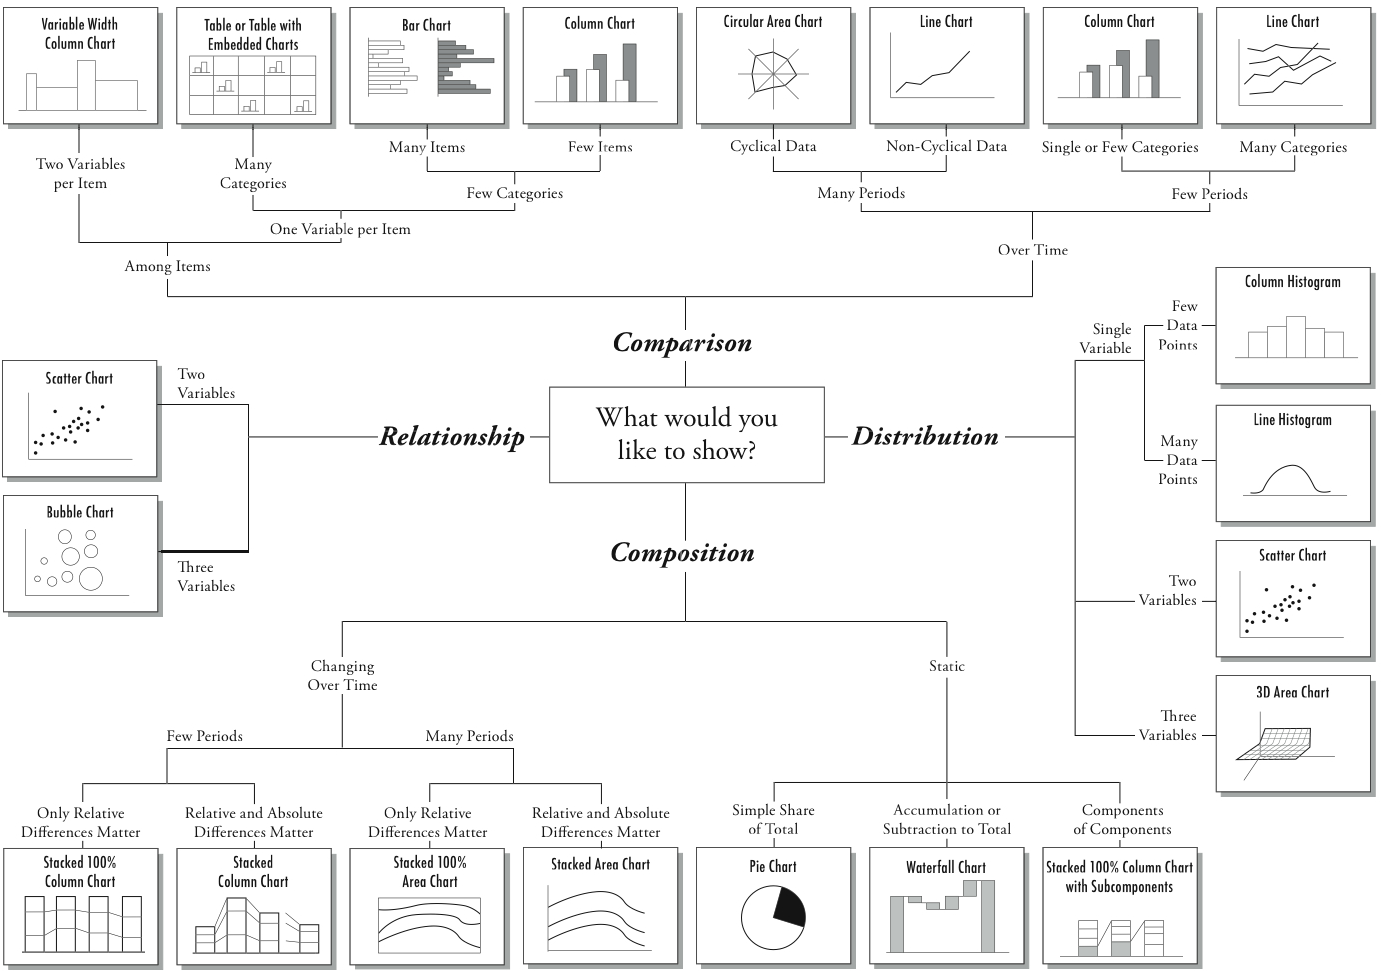 Variable Width
Column Chart
Table or Table with
Embedded Charts
Bar Chart
Column Chart
Circular Area Chart
Line Chart
Column Chart
Line Chart
Two Variables
per Item
Many
Categories
Many Items
Few Items
Cyclical Data
Non-Cyclical Data
Single or Few Categories
Many Categories
Few Categories
Many Periods
Few Periods
One Variable per Item
Over Time
Among Items
Comparison
Single
Variable
Few
Data
Points
Column Histogram
Many
Data
Points
Line Histogram
Scatter Chart
Two
Variables
Relationship
What would you
like to show?
Distribution
Bubble Chart
Three
Variables
Composition
Two
Variables
Scatter Chart
Three
Variables
3D Area Chart
Changing
Over Time
Static
Few Periods
Many Periods
Only Relative
Differences Matter
Relative and Absolute
Differences Matter
Only Relative
Differences Matter
Relative and Absolute
Differences Matter
Simple Share
of Total
Accumulation or
Subtraction to Total
Components
of Components
Stacked 100%
Column Chart
Stacked
Column Chart
Stacked 100%
Area Chart
Stacked Area Chart
Pie Chart
Waterfall Chart
Stacked 100% Column Chart
with Subcomponents